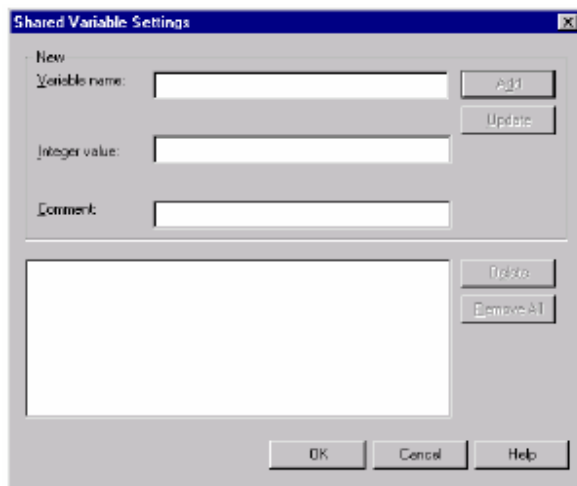 Shared Variable Settings
New
Variable name:
Add
Update
Integer value:
Comment:
Delete
Remove All
OK
Cancel
Help